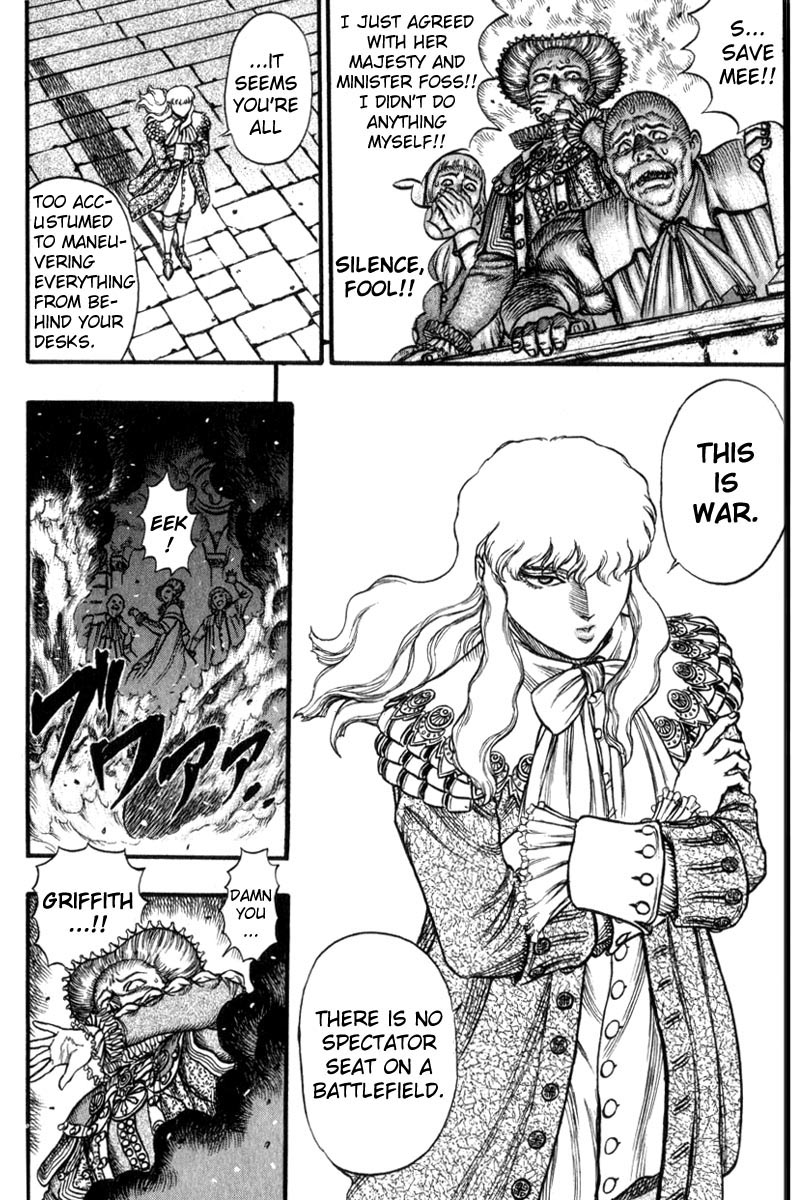 S...
SAVE
MEE!!
I JUST AGREED
WITH HER
MAJESTY AND
MINISTER FOSS!!
I DIDN'T DO
ANYTHING
MYSELF!!
SILENCE,
FOOL!!
...IT
SEEMS
YOU'RE
ALL
TOO ACC-
USTUMED
TO MANEU-
VERING
EVERYTHING
FROM BE-
HIND YOUR
DESKS.
THIS
IS
WAR.
EEK
!
ブワァァ
DAMN
YOU
...
GRIFFITH
...!!
THERE IS NO
SPECTATOR
SEAT ON A
BATTLEFIELD.